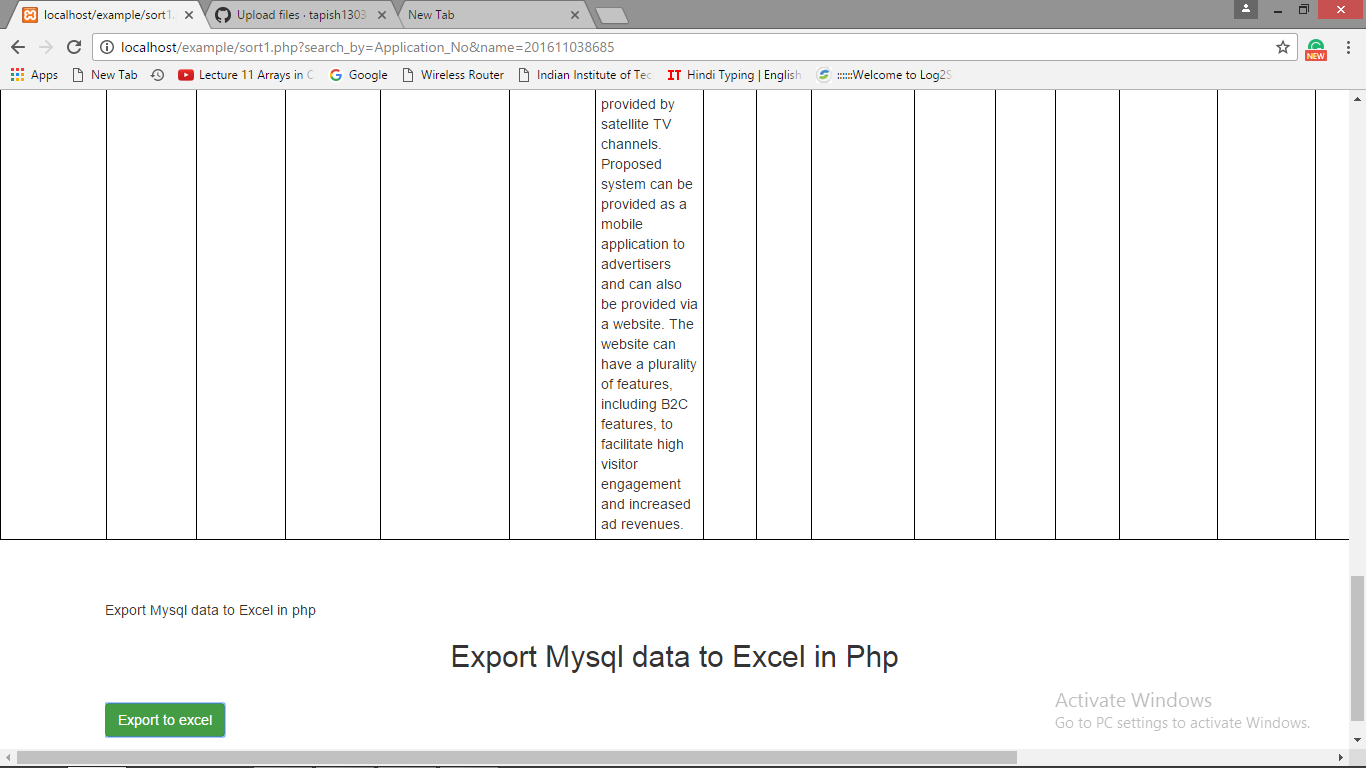 localhost/example/sort1.
Upload files · tapish1303
New Tab
localhost/example/sort1.php?search_by=Application_No&name=201611038685
NEW
Apps
New Tab
Lecture 11 Arrays in C
Google
Wireless Router
Indian Institute of Tec
IT Hindi Typing | English
::::::Welcome to Log2S
provided by
satellite TV
channels.
Proposed
system can be
provided as a
mobile
application to
advertisers
and can also
be provided via
a website. The
website can
have a plurality
of features,
including B2C
features, to
facilitate high
visitor
engagement
and increased
ad revenues.
Export Mysql data to Excel in php
Export Mysql data to Excel in Php
Export to excel
Activate Windows
Go to PC settings to activate Windows.